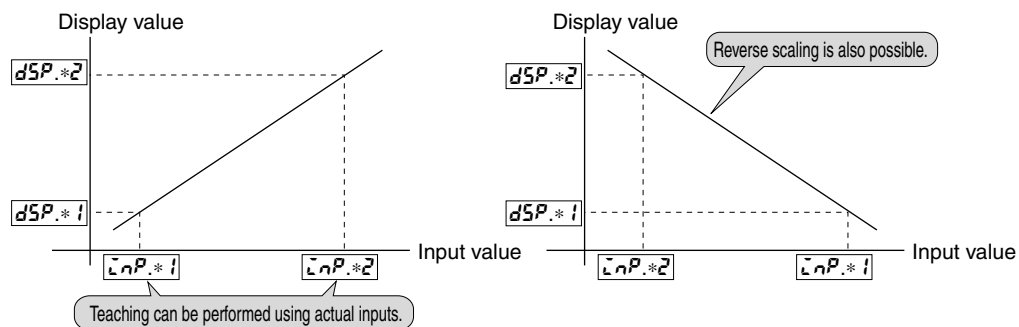 Display value
dSP.*2
dSP.*1
inP.*1
inP.*2
Input value
Teaching can be performed using actual inputs.
Display value
Reverse scaling is also possible.
dSP.*2
dSP.*1
inP.*2
inP.*1
Input value